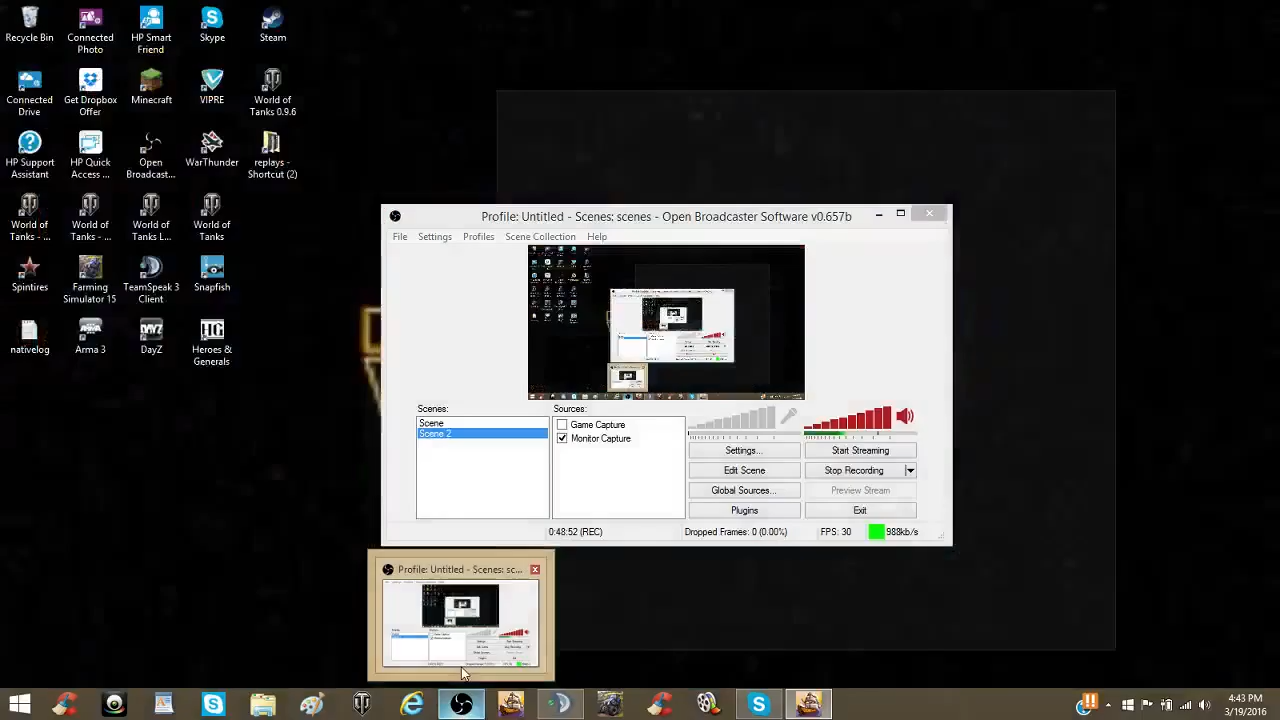 Recycle Bin
Connected Photo
HP Smart Friend
Skype
Steam
Connected Drive
Get Dropbox Offer
Minecraft
VIPRE
World of Tanks 0.9.6
HP Support Assistant
HP Quick Access ...
Open Broadcast...
WarThunder
replays - Shortcut (2)
World of Tanks - ...
World of Tanks - ...
World of Tanks L...
World of Tanks
Spintires
Farming Simulator 15
TeamSpeak 3 Client
Snapfish
Arma 3
DayZ
Heroes & Generals
Profile: Untitled - Scenes: scenes - Open Broadcaster Software v0.657b
File Settings Profiles Scene Collection Help
Scenes:
Scene
Scene 2
Sources:
Game Capture
Monitor Capture
Settings...
Start Streaming
Edit Scene
Stop Recording
Global Sources...
Preview Stream
Plugins
Exit
0:48:52 (REC)
Dropped Frames: 0 (0.00%)
FPS: 30
988kb/s
Profile: Untitled - Scenes: sc...
4:43 PM
3/19/2016